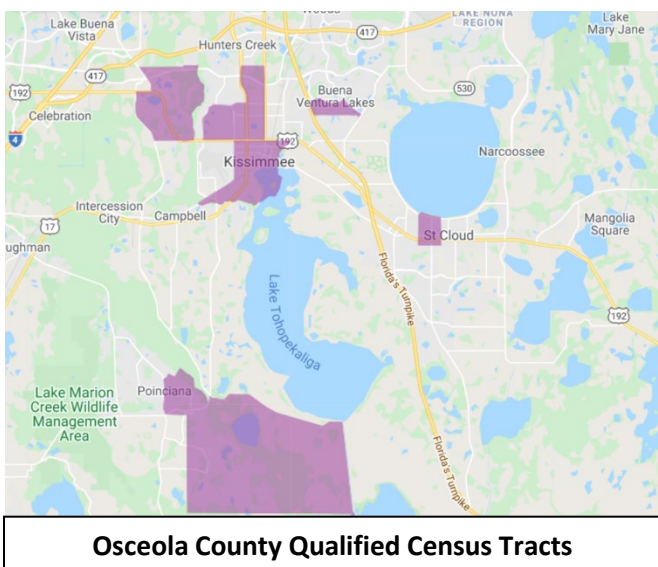 Lake Buena
Vista
Woods
LAKE NONA
REGION
Lake
Mary Jane
417
Hunters Creek
417
192
Buena
Ventura Lakes
530
Celebration
4
192
Kissimmee
Narcoossee
Intercession
City
Campbell
17
ughman
St Cloud
Mangolia
Square
Florida's Turnpike
Lake Tohopekaliga
192
Poinciana
Lake Marion
Creek Wildlife
Management
Area
Florida's Turnpike
Osceola County Qualified Census Tracts